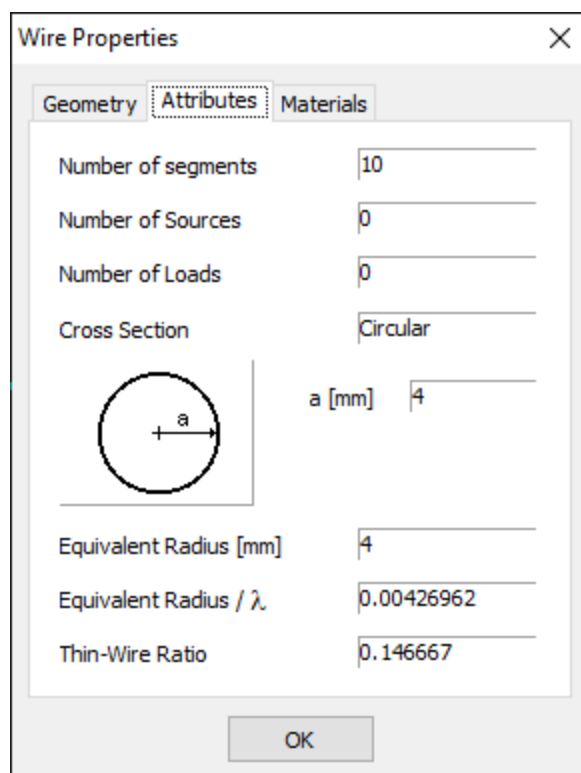 Wire Properties
Geometry Attributes Materials
Number of segments 10
Number of Sources 0
Number of Loads 0
Cross Section Circular
a
a [mm] 4
Equivalent Radius [mm] 4
Equivalent Radius / λ 0.00426962
Thin-Wire Ratio 0.146667
OK